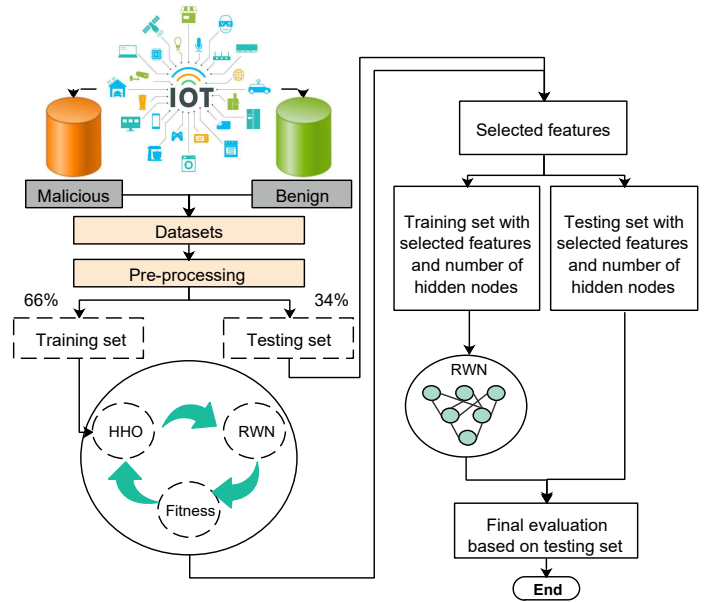 IOT
Malicious
Benign
Datasets
Pre-processing
66%
34%
Training set
Testing set
HHO
RWN
Fitness
Selected features
Training set with
selected features
and number of
hidden nodes
Testing set with
selected features
and number of
hidden nodes
RWN
Final evaluation
based on testing set
End